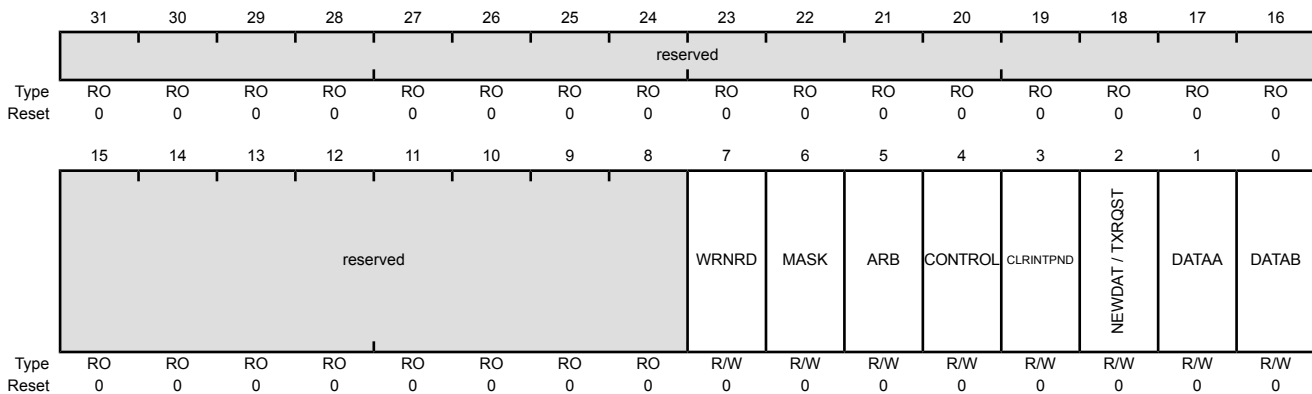 31 30 29 28 27 26 25 24 23 22 21 20 19 18 17 16
reserved
Type RO RO RO RO RO RO RO RO RO RO RO RO RO RO RO RO
Reset 0 0 0 0 0 0 0 0 0 0 0 0 0 0 0 0
15 14 13 12 11 10 9 8 7 6 5 4 3 2 1 0
reserved WRNRD MASK ARB CONTROL CLRINTPND NEWDAT / TXRQST DATAA DATAB
Type RO RO RO RO RO RO RO RO R/W R/W R/W R/W R/W R/W R/W R/W
Reset 0 0 0 0 0 0 0 0 0 0 0 0 0 0 0 0